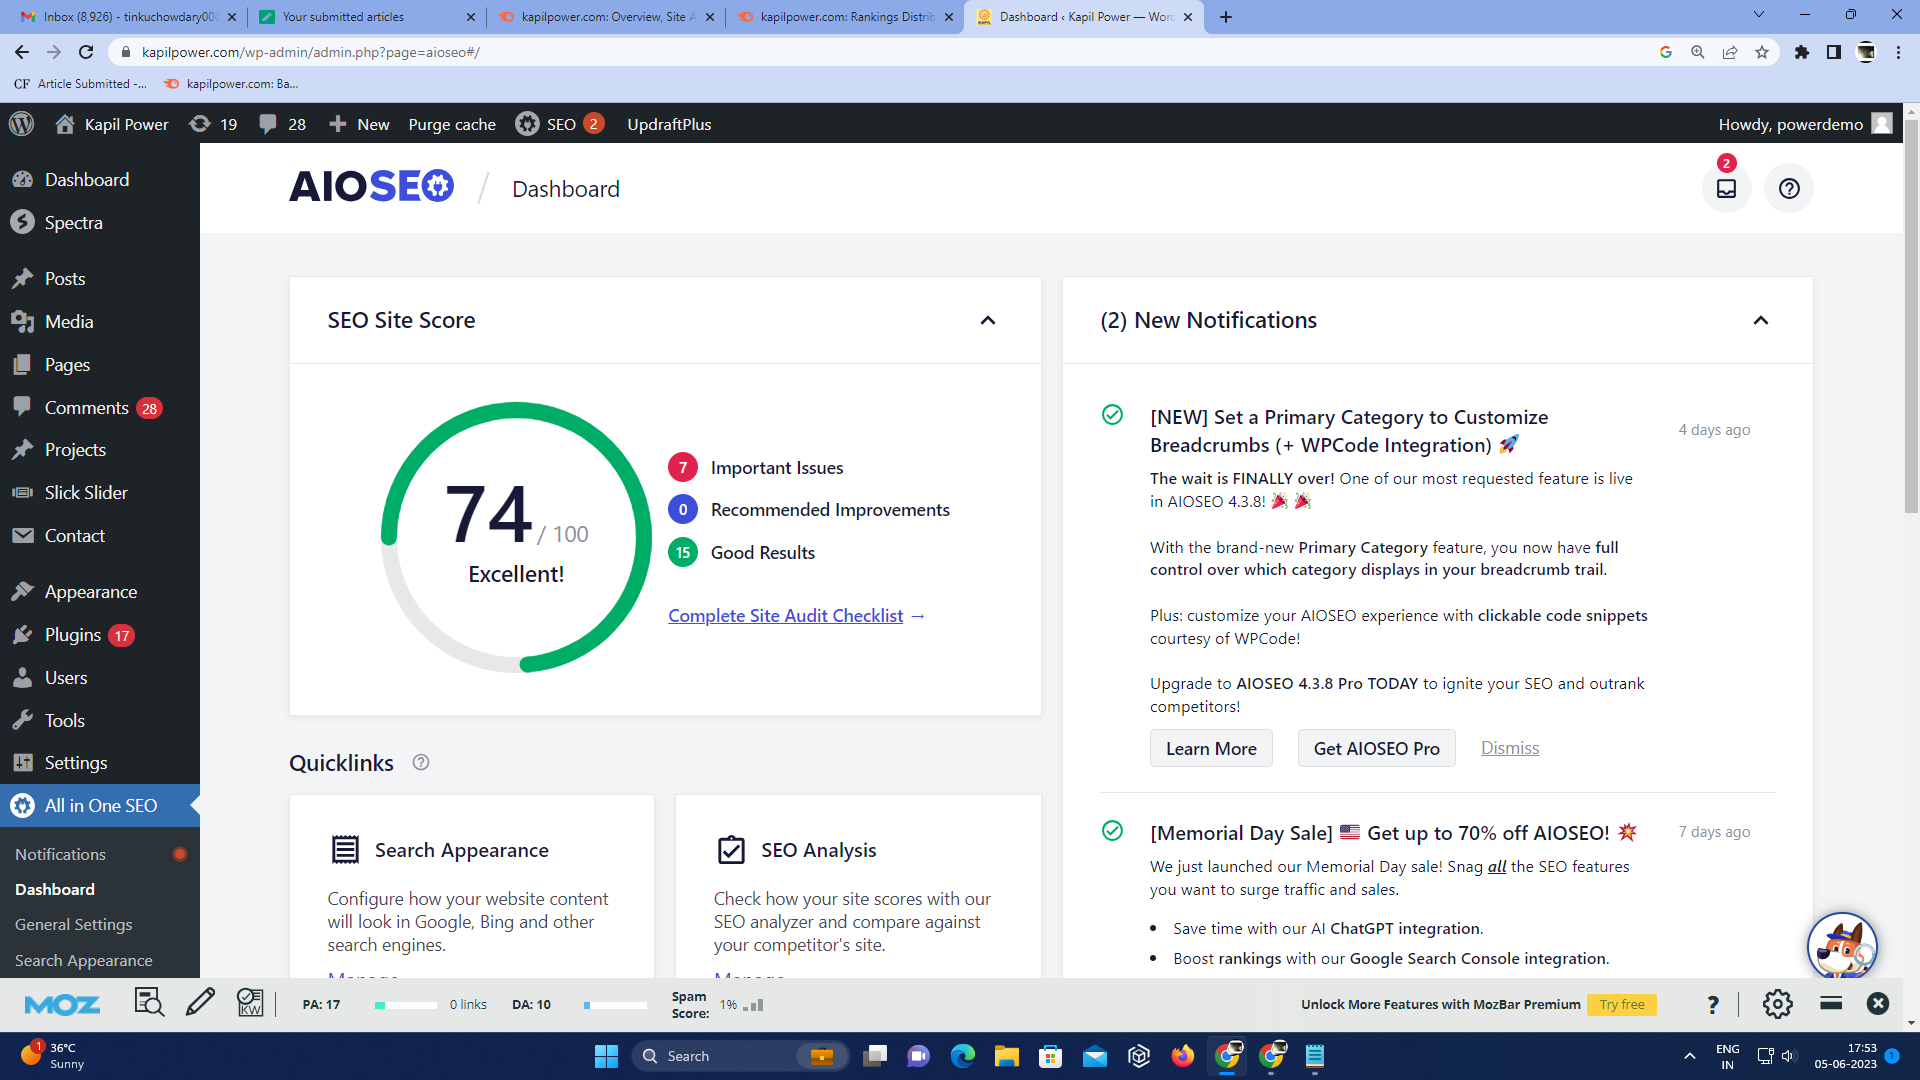 Inbox (8,926) - tinkuchowdary00
Your submitted articles
kapilpower.com: Overview, Site A
kapilpower.com: Rankings Distrib
Dashboard ‹ Kapil Power — Word
kapilpower.com/wp-admin/admin.php?page=aioseo#/
CF Article Submitted -...
kapilpower.com: Ba...
Kapil Power
19
28
New
Purge cache
SEO 2
UpdraftPlus
Howdy, powerdemo
Dashboard
Spectra
Posts
Media
Pages
Comments 28
Projects
Slick Slider
Contact
Appearance
Plugins 17
Users
Tools
Settings
All in One SEO
Notifications
Dashboard
General Settings
Search Appearance
AIOSEO / Dashboard
2
SEO Site Score
74 / 100
Excellent!
7 Important Issues
0 Recommended Improvements
15 Good Results
Complete Site Audit Checklist →
Quicklinks
Search Appearance
Configure how your website content
will look in Google, Bing and other
search engines.
Manage
SEO Analysis
Check how your site scores with our
SEO analyzer and compare against
your competitor's site.
Manage
(2) New Notifications
[NEW] Set a Primary Category to Customize
Breadcrumbs (+ WPCode Integration) 🚀
4 days ago
The wait is FINALLY over! One of our most requested feature is live
in AIOSEO 4.3.8! 🎉 🎉
With the brand-new Primary Category feature, you now have full
control over which category displays in your breadcrumb trail.
Plus: customize your AIOSEO experience with clickable code snippets
courtesy of WPCode!
Upgrade to AIOSEO 4.3.8 Pro TODAY to ignite your SEO and outrank
competitors!
Learn More
Get AIOSEO Pro
Dismiss
[Memorial Day Sale] 🇺🇸 Get up to 70% off AIOSEO! 💥
7 days ago
We just launched our Memorial Day sale! Snag all the SEO features
you want to surge traffic and sales.
• Save time with our AI ChatGPT integration.
• Boost rankings with our Google Search Console integration.
MOZ
KW
PA: 17
0 links
DA: 10
Spam
Score:
1%
Unlock More Features with MozBar Premium
Try free
?
1
36°C
Sunny
Search
ENG
IN
17:53
05-06-2023
1